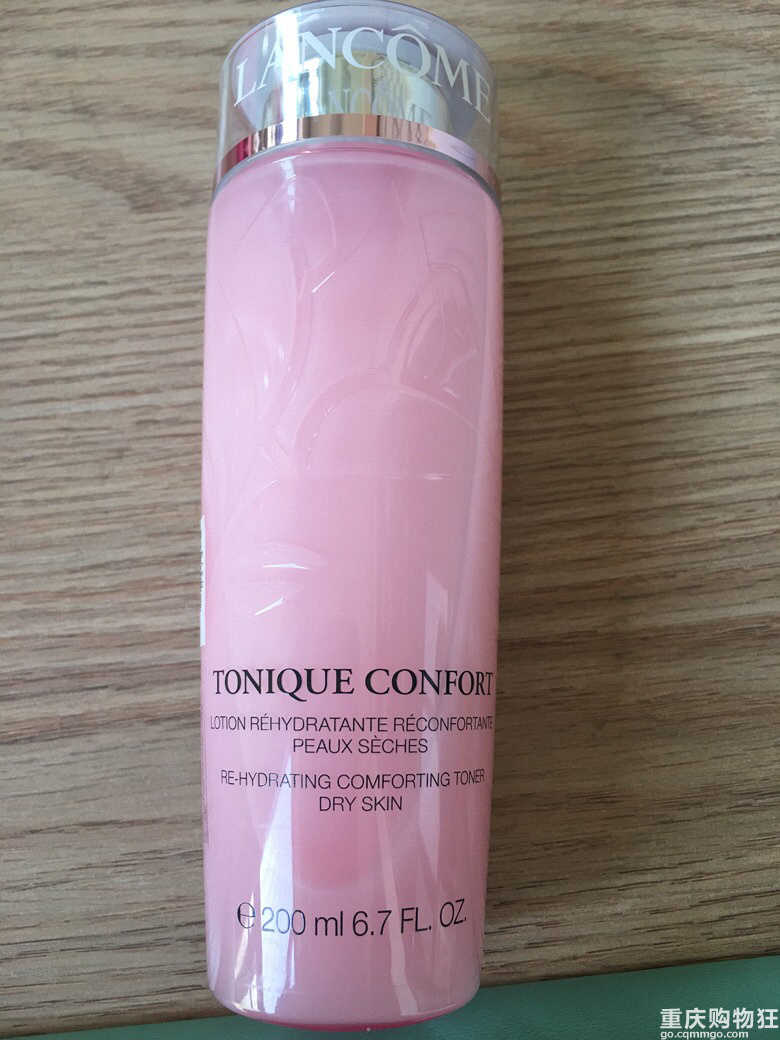 LANCÔME
LANCOME
TONIQUE CONFORT
LOTION RÉHYDRATANTE RÉCONFORTANTE
PEAUX SÈCHES
RE-HYDRATING COMFORTING TONER
DRY SKIN
℮ 200 ml 6.7 FL. OZ.
重庆购物狂
go.cqmmgo.com